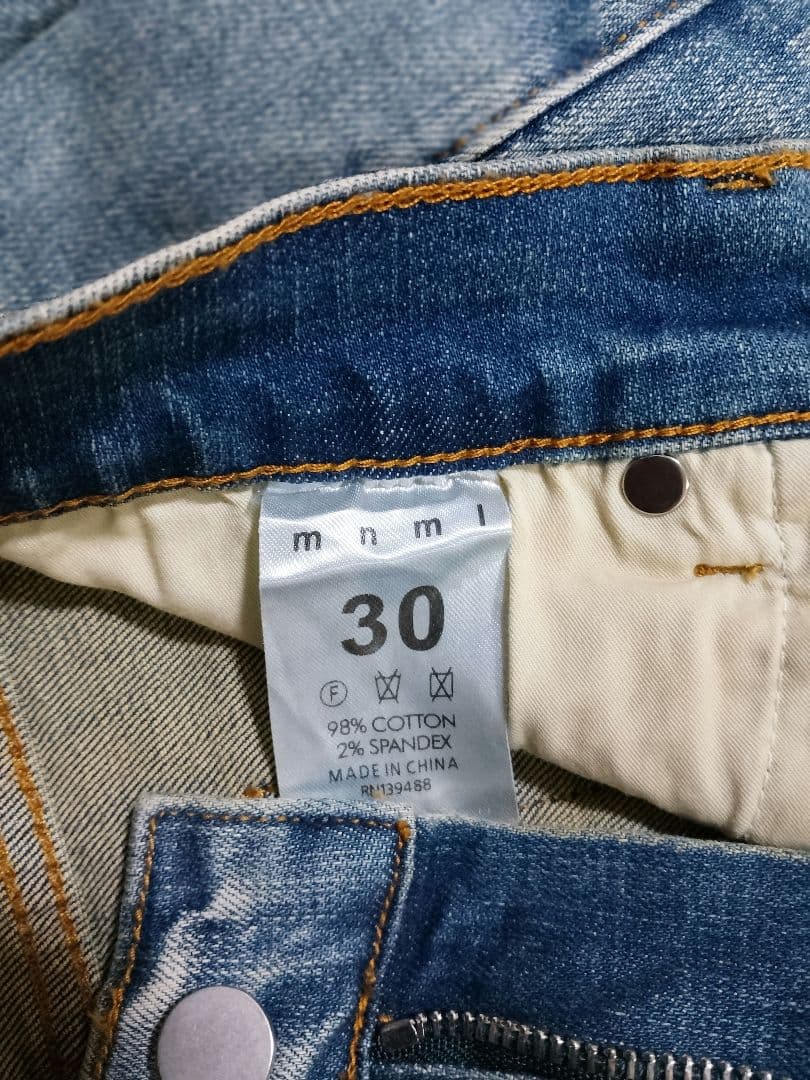 m n m l
30
F
98% COTTON
2% SPANDEX
MADE IN CHINA
RN139488